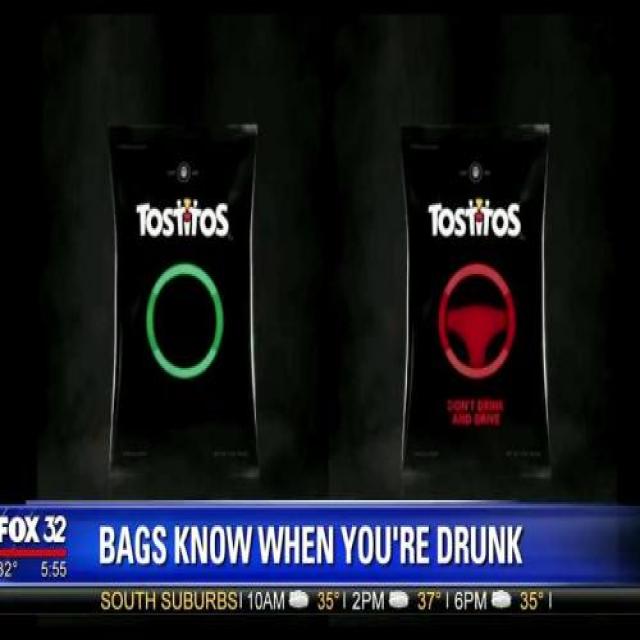 TOSTITOS
TOSTITOS
DON'T DRINK
AND DRIVE
FOX 32
BAGS KNOW WHEN YOU'RE DRUNK
32° 5:55
SOUTH SUBURBS| 10AM 35° | 2PM 37° | 6PM 35° |